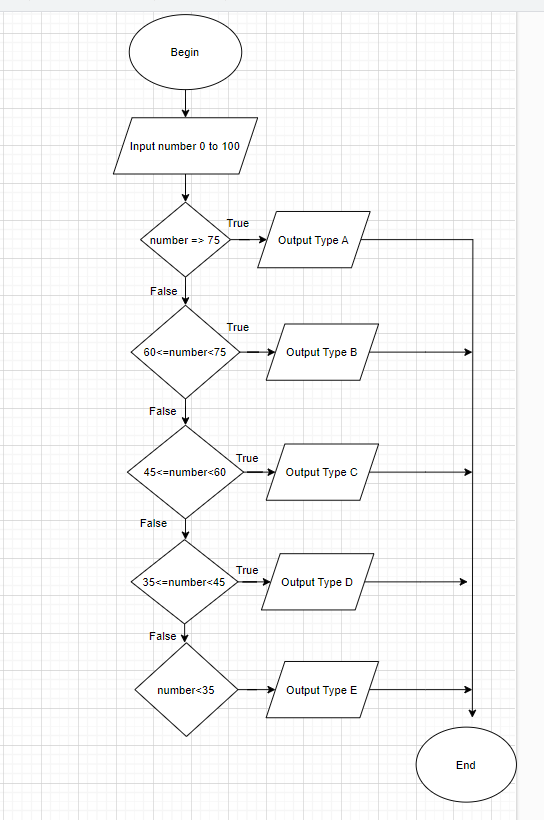 Begin
Input number 0 to 100
number => 75
True
Output Type A
False
60<=number<75
True
Output Type B
False
45<=number<60
True
Output Type C
False
35<=number<45
True
Output Type D
False
number<35
Output Type E
End